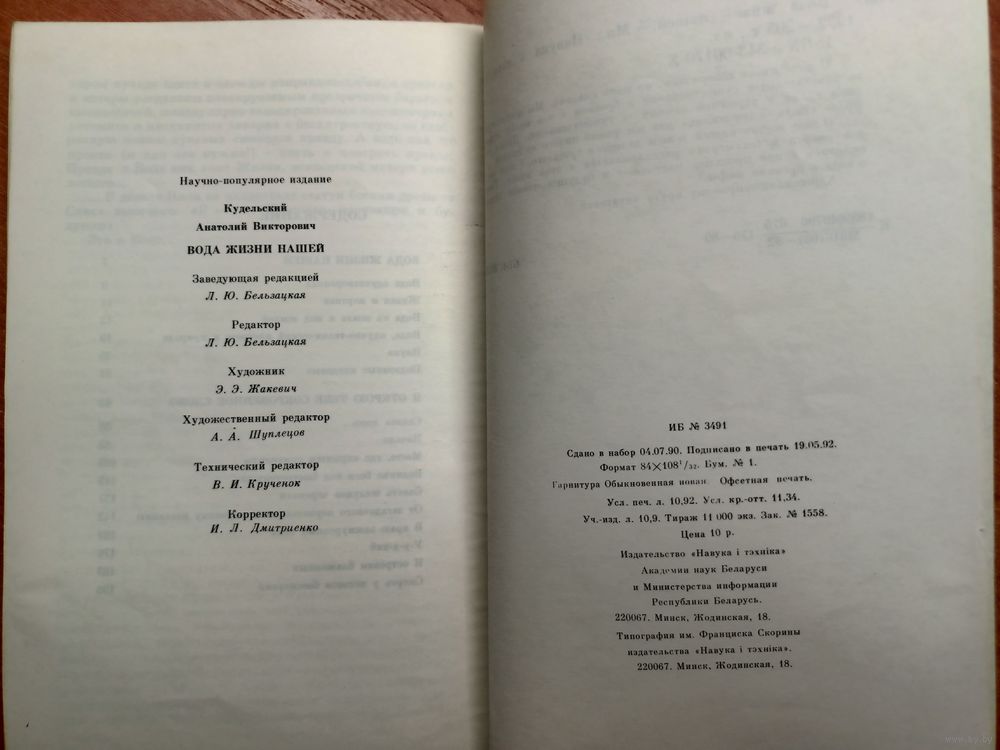 Научно-популярное издание
Кудельский
Анатолий Викторович
ВОДА ЖИЗНИ НАШЕЙ
Заведующая редакцией
Л. Ю. Бельзацкая
Редактор
Л. Ю. Бельзацкая
Художник
Э. Э. Жакевич
Художественный редактор
А. А. Шуплецов
Технический редактор
В. И. Крученок
Корректор
И. Л. Дмитриенко
ИБ № 3491
Сдано в набор 04.07.90. Подписано в печать 19.05.92.
Формат 84×108¹/₃₂. Бум. № 1.
Гарнитура Обыкновенная новая. Офсетная печать.
Усл. печ. л. 10,92. Усл. кр.-отт. 11,34.
Уч.-изд. л. 10,9. Тираж 11 000 экз. Зак. № 1558.
Цена 10 р.
Издательство «Навука і тэхніка»
Академии наук Беларуси
и Министерства информации
Республики Беларусь.
220067. Минск, Жодинская, 18.
Типография им. Франциска Скорины
издательства «Навука і тэхніка».
220067. Минск, Жодинская, 18.